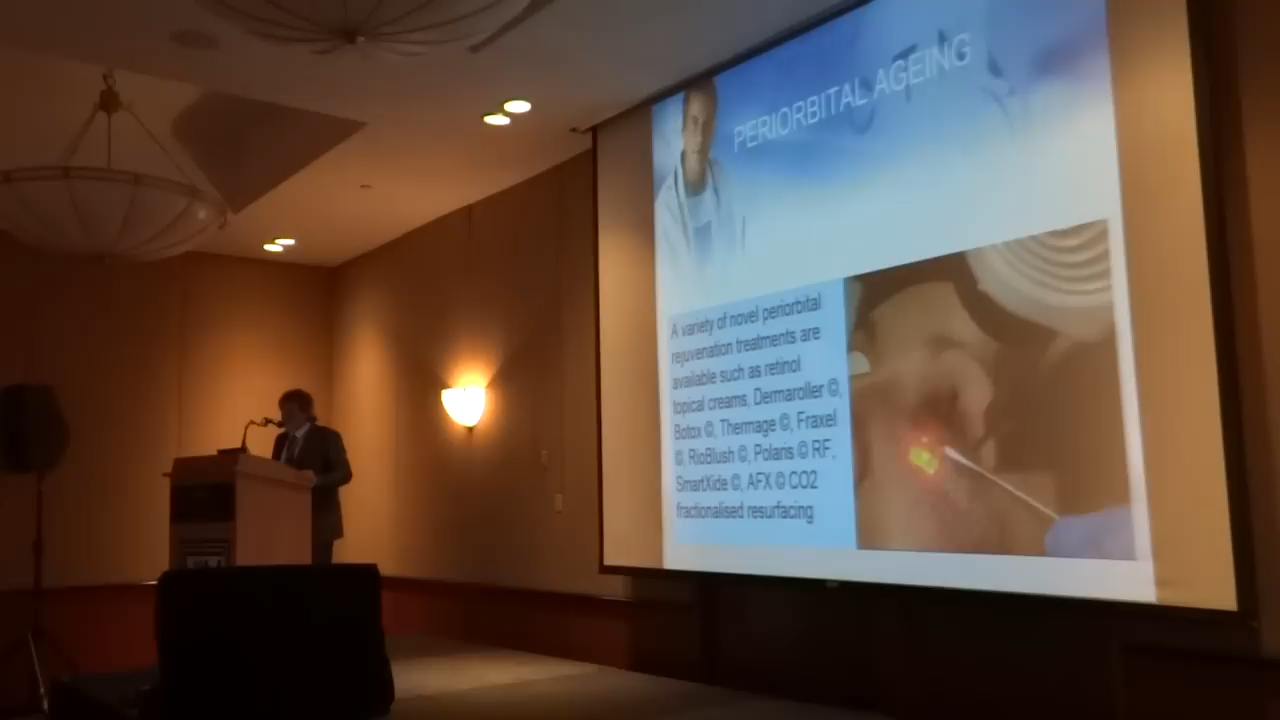 PERIORBITAL AGEING
A variety of novel periorbital
rejuvenation treatments are
available such as retinol
topical creams, Dermaroller ©,
Botox ©, Thermage ©, Fraxel
©, RioBlush ©, Polaris © RF,
SmartXide ©, AFX © CO2
fractionalised resurfacing